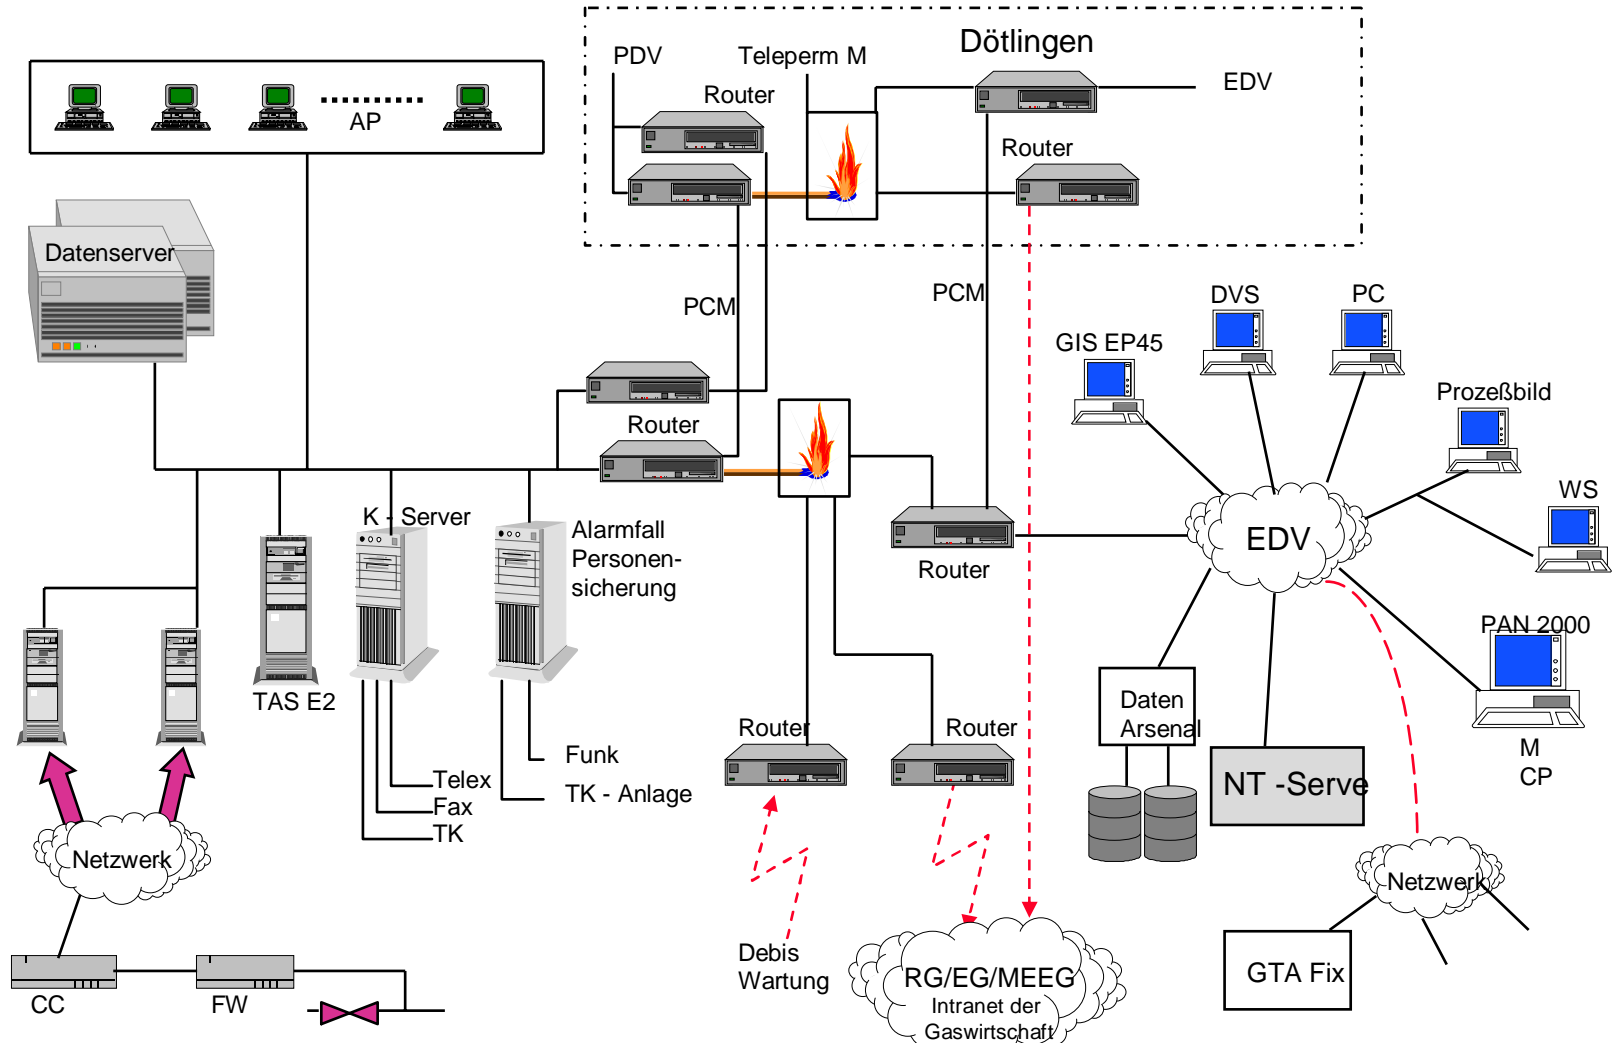 Dötlingen
PDV
Teleperm M
EDV
Router
AP
Router
Datenserver
PCM
PCM
DVS
PC
GIS EP45
Prozeßbild
Router
WS
K - Server
Alarmfall
Personen-
sicherung
EDV
Router
PAN 2000
TAS E2
Daten
Arsenal
Router
Router
Funk
M
CP
Telex
TK - Anlage
NT -Serve
Fax
TK
Netzwerk
Netzwerk
Debis
Wartung
RG/EG/MEEG
Intranet der
Gaswirtschaft
GTA Fix
CC
FW